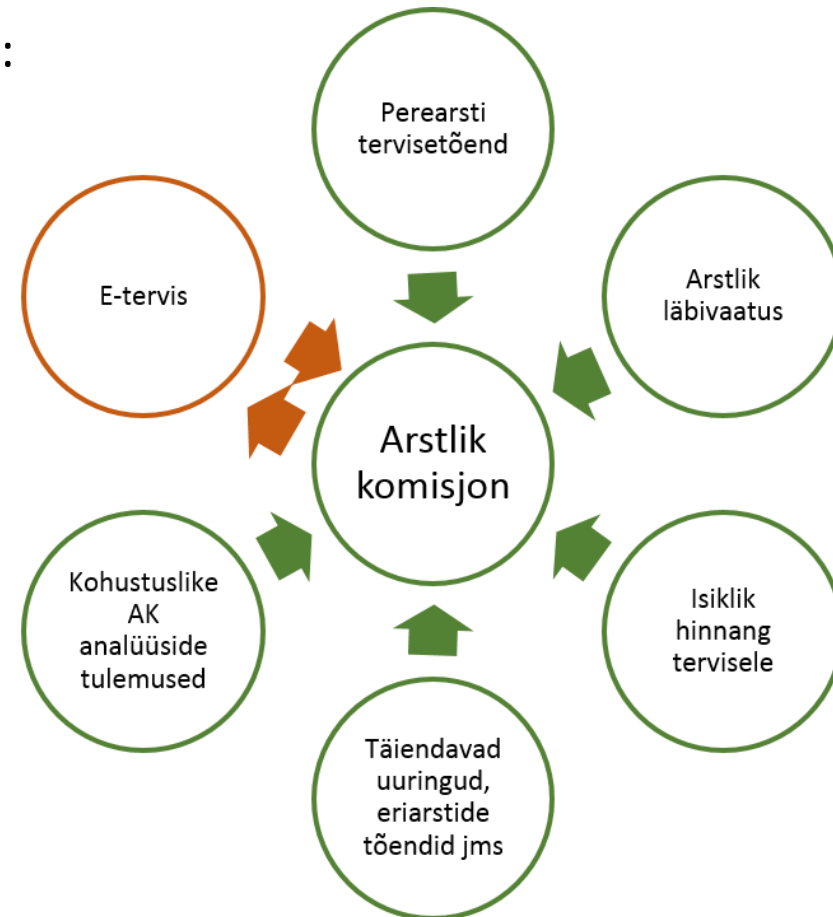 :
Perearsti
tervisetõend
E-tervis
Arstlik
läbivaatus
Arstlik
komisjon
Kohustuslike
AK
analüüside
tulemused
Isiklik
hinnang
tervisele
Täiendavad
uuringud,
eriarstide
tõendid jms